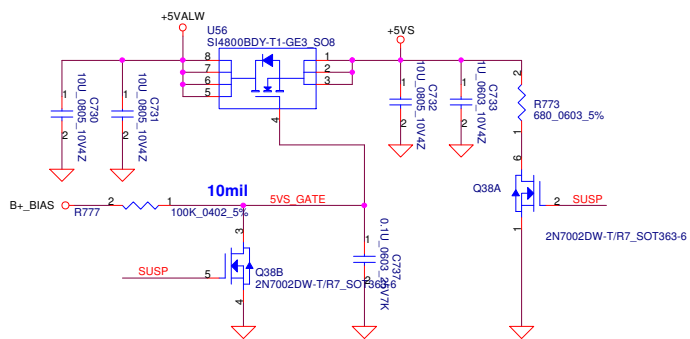 +5VALW
U56
SI4800BDY-T1-GE3_SO8
+5VS
8
7
6
5
1
2
3
4
1
2
C730
10U_0805_10V4Z
1
2
C731
10U_0805_10V4Z
1
2
C732
10U_0805_10V4Z
1
2
C733
0.1U_0603_10V4Z
2
R773
680_0603_5%
1
6
Q38A
2
SUSP
1
2N7002DW-T/R7_SOT363-6
10mil
B+_BIAS
R777
2
1
100K_0402_5%
5VS_GATE
3
SUSP
5
Q38B
2N7002DW-T/R7_SOT363-6
4
1
2
C737
0.1U_0603_25V7K